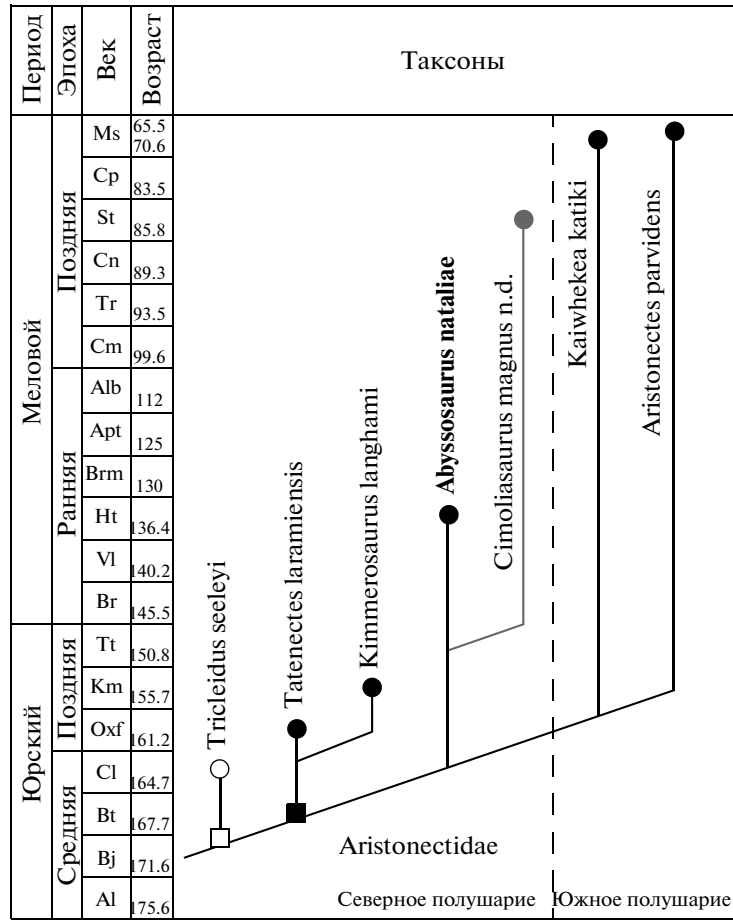 Период
Эпоха
Век
Возраст
Таксоны
Меловой
Поздняя
Ms 65.5
70.6
Cp 83.5
St 85.8
Cn 89.3
Tr 93.5
Cm 99.6
Ранняя
Alb 112
Apt 125
Brm 130
Ht 136.4
Vl 140.2
Br 145.5
Юрский
Поздняя
Tt 150.8
Km 155.7
Oxf 161.2
Средняя
Cl 164.7
Bt 167.7
Bj 171.6
Al 175.6
Tricleidus seeleyi
Tatenectes laramiensis
Kimmerosaurus langhami
Abyssosaurus nataliae
Cimoliasaurus magnus n.d.
Kaiwhekea katiki
Aristonectes parvidens
Aristonectidae
Северное полушарие
Южное полушарие